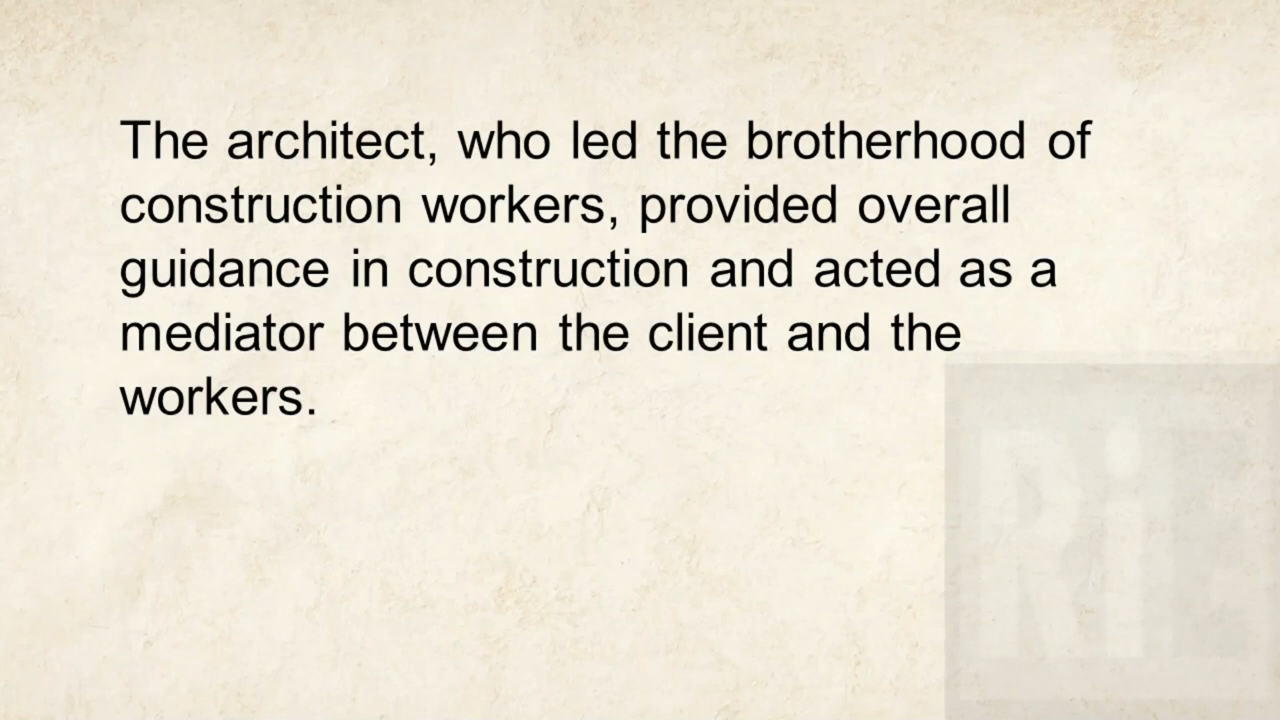 The architect, who led the brotherhood of
construction workers, provided overall
guidance in construction and acted as a
mediator between the client and the
workers.